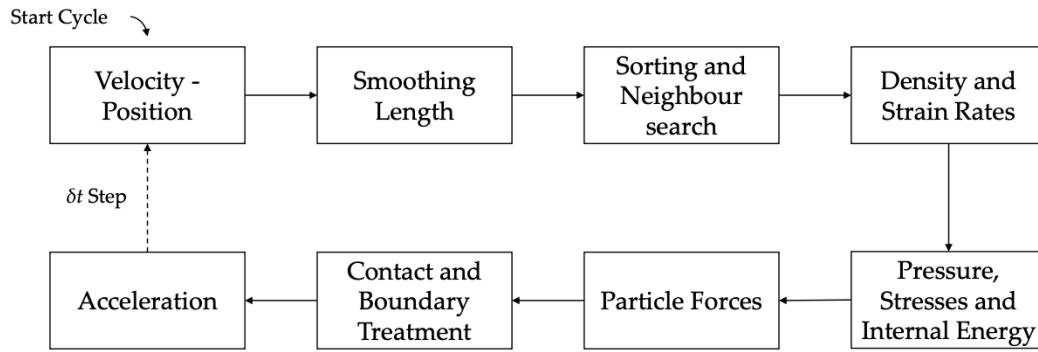 Start Cycle
Velocity -
Position
Smoothing
Length
Sorting and
Neighbour
search
Density and
Strain Rates
δt Step
Acceleration
Contact and
Boundary
Treatment
Particle Forces
Pressure,
Stresses and
Internal Energy